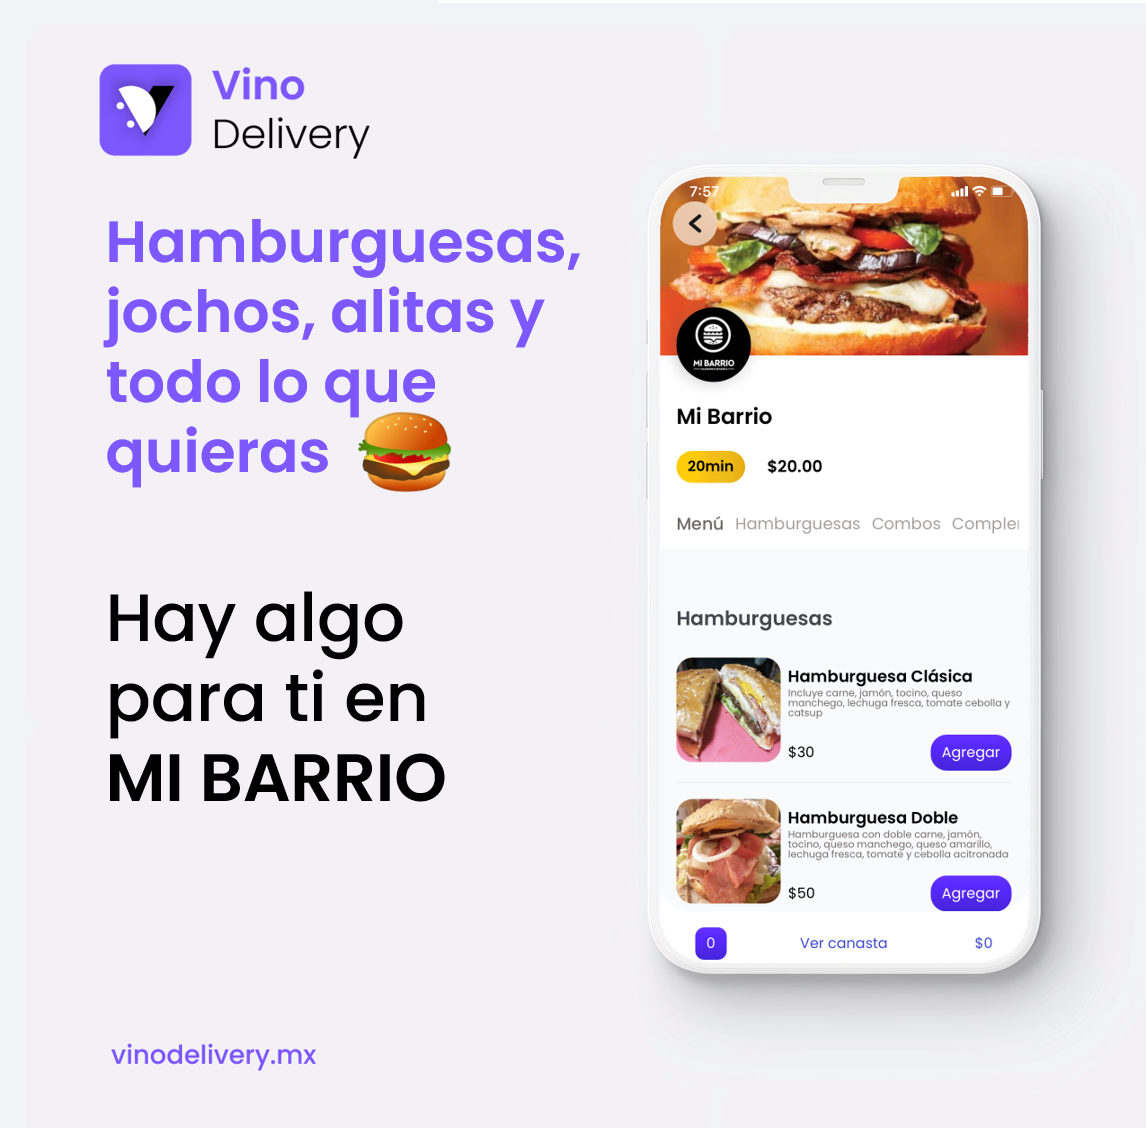 Vino
Delivery
Hamburguesas,
jochos, alitas y
todo lo que
quieras
Hay algo
para ti en
MI BARRIO
vinodelivery.mx
7:57
MI BARRIO
Mi Barrio
20min $20.00
Menú Hamburguesas Combos Comple
Hamburguesas
Hamburguesa Clásica
Incluye carne, jamón, tocino, queso
manchego, lechuga fresca, tomate cebolla y
catsup
$30 Agregar
Hamburguesa Doble
Hamburguesa con doble carne, jamón,
tocino, queso manchego, queso amarillo,
lechuga fresca, tomate y cebolla acitronada
$50 Agregar
0 Ver canasta $0